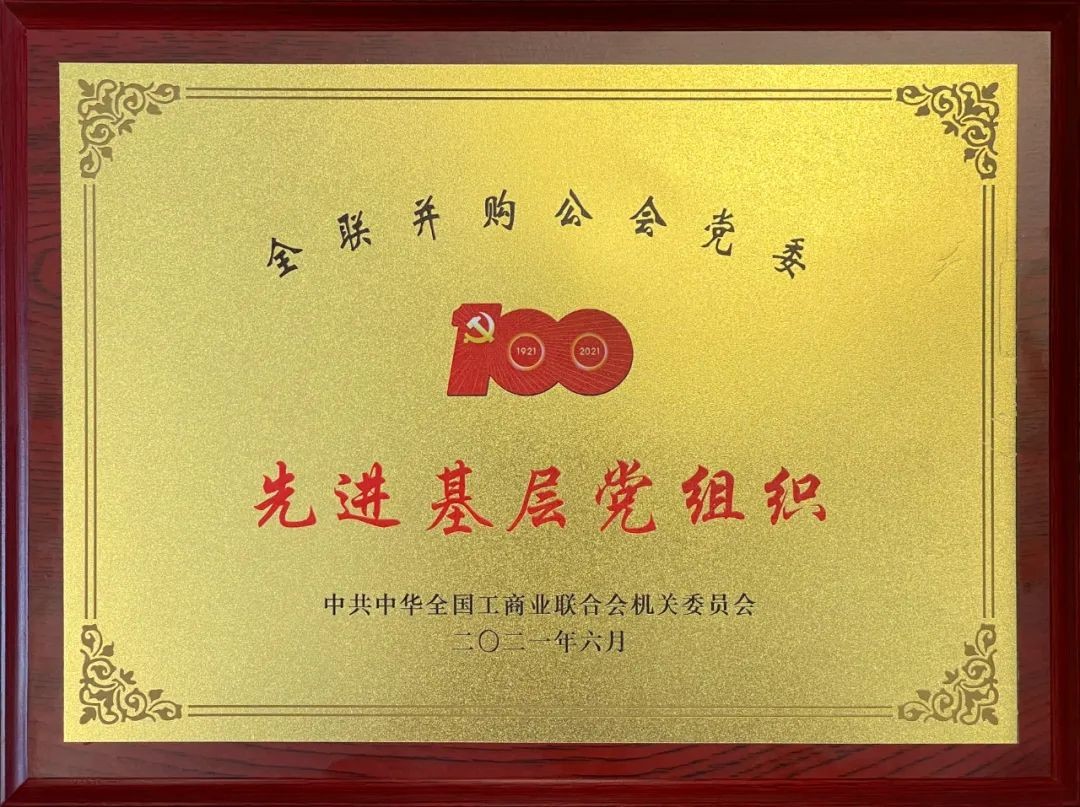 全联并购公会党委
100
1921 2021
先进基层党组织
中共中华全国工商业联合会机关委员会
二〇二一年六月